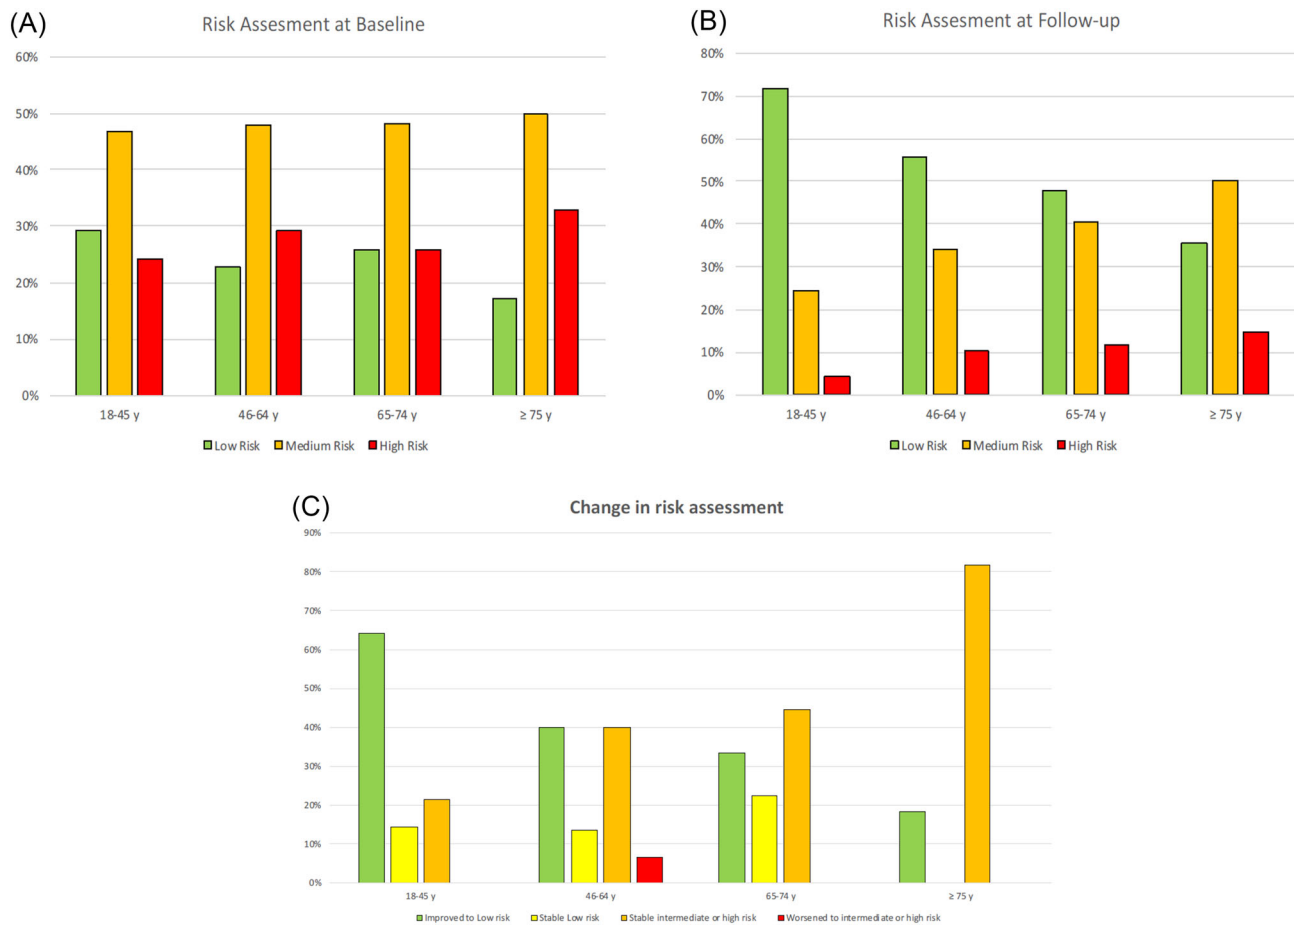 (A)
Risk Assesment at Baseline
60%
50%
40%
30%
20%
10%
0%
18-45 y
46-64 y
65-74 y
≥ 75 y
Low Risk
Medium Risk
High Risk
(B)
Risk Assesment at Follow-up
80%
70%
60%
50%
40%
30%
20%
10%
0%
18-45 y
46-64 y
65-74 y
≥ 75 y
Low Risk
Medium Risk
High Risk
(C)
Change in risk assessment
90%
80%
70%
60%
50%
40%
30%
20%
10%
0%
18-45 y
46-64 y
65-74 y
≥ 75 y
Improved to Low risk
Stable Low risk
Stable intermediate or high risk
Worsened to intermediate or high risk